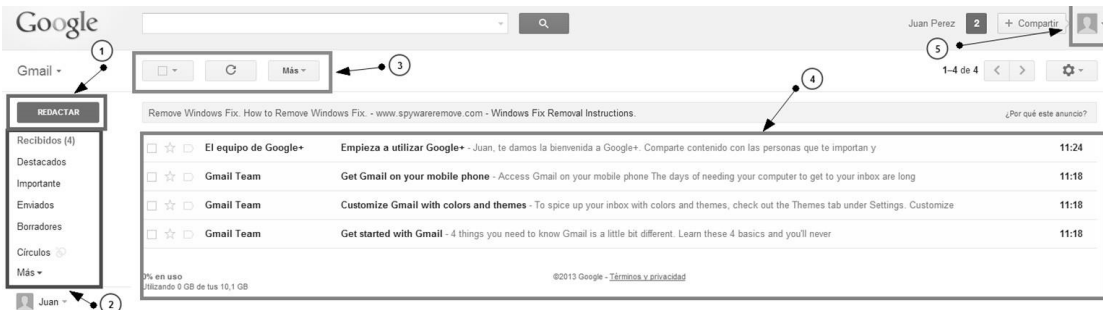 Google
Juan Perez 2 + Compartir
1
5
Gmail
Más
3
1–4 de 4
4
REDACTAR
Remove Windows Fix. How to Remove Windows Fix. - www.spywareremove.com - Windows Fix Removal Instructions. ¿Por qué este anuncio?
Recibidos (4)
Destacados
Importante
Enviados
Borradores
Círculos
Más
Juan
2
El equipo de Google+ Empieza a utilizar Google+ - Juan, te damos la bienvenida a Google+. Comparte contenido con las personas que te importan y 11:24
Gmail Team Get Gmail on your mobile phone - Access Gmail on your mobile phone The days of needing your computer to get to your inbox are long 11:18
Gmail Team Customize Gmail with colors and themes - To spice up your inbox with colors and themes, check out the Themes tab under Settings. Customize 11:18
Gmail Team Get started with Gmail - 4 things you need to know Gmail is a little bit different. Learn these 4 basics and you'll never 11:18
0% en uso
Utilizando 0 GB de tus 10,1 GB
©2013 Google - Términos y privacidad